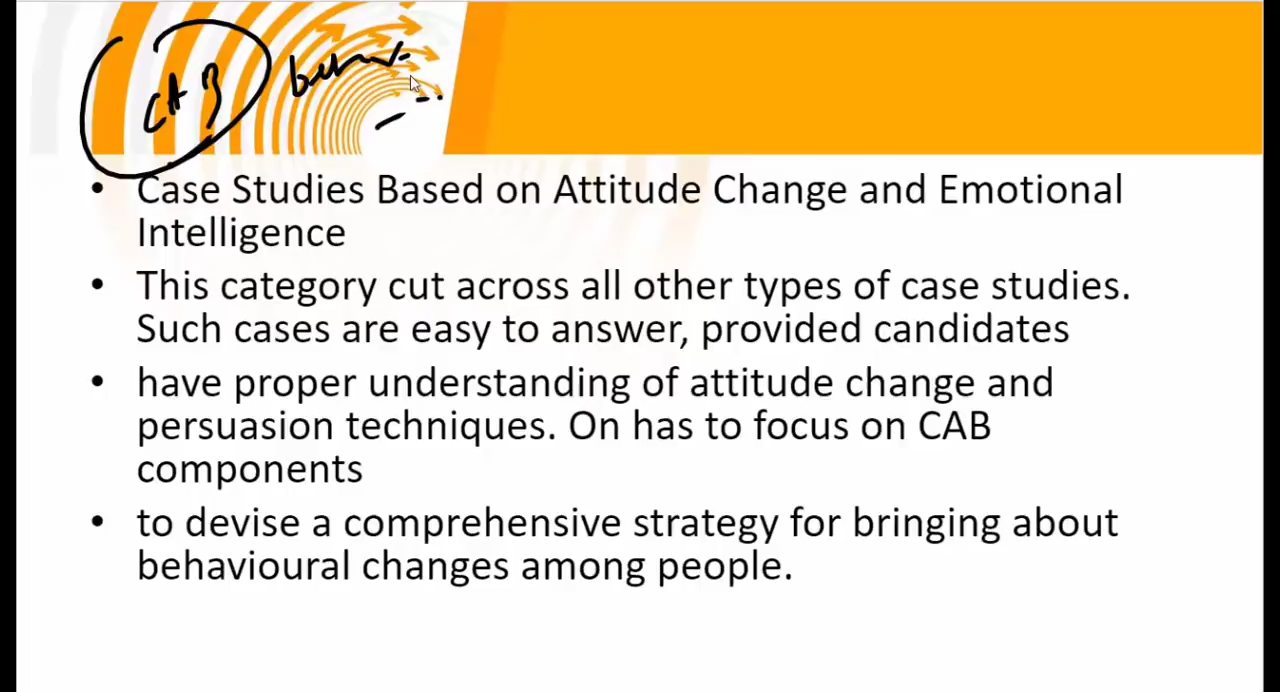 CAB
• Case Studies Based on Attitude Change and Emotional
Intelligence
• This category cut across all other types of case studies.
Such cases are easy to answer, provided candidates
• have proper understanding of attitude change and
persuasion techniques. On has to focus on CAB
components
• to devise a comprehensive strategy for bringing about
behavioural changes among people.